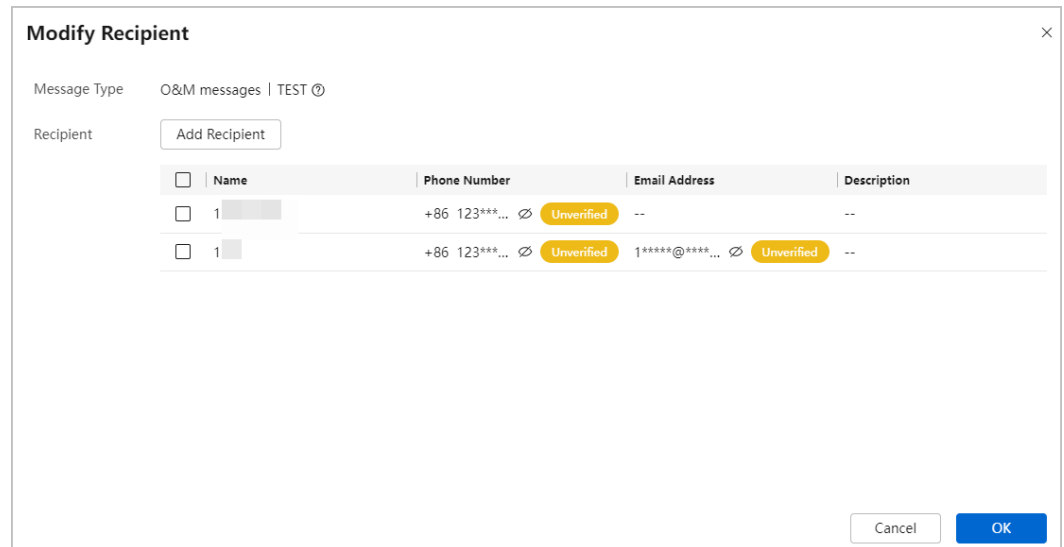 Modify Recipient
Message Type O&M messages | TEST
Recipient Add Recipient
Name Phone Number Email Address Description
1 +86 123***... Unverified -- --
1 +86 123***... Unverified 1*****@****... Unverified --
Cancel OK